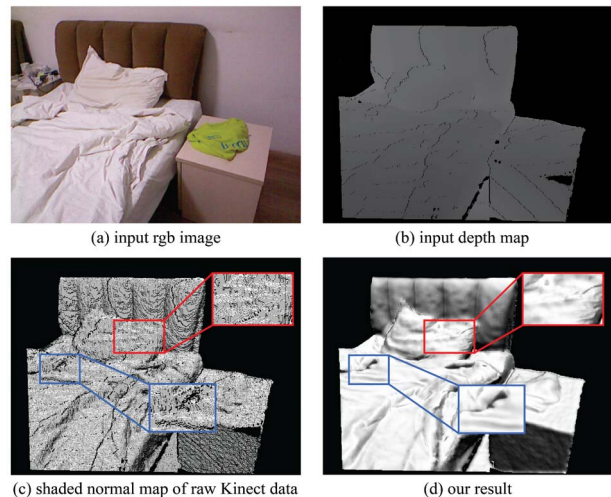 (a) input rgb image
(b) input depth map
(c) shaded normal map of raw Kinect data
(d) our result